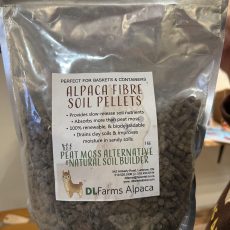 PERFECT FOR BASKETS & CONTAINERS
ALPACA FIBRE
SOIL PELLETS
• Provides slow-release soil nutrients
• Absorbs more than peat moss
• 100% renewable, & biodegradable
• Drains clay soils & improves
moisture in sandy soils
PEAT MOSS ALTERNATIVE
NATURAL SOIL BUILDER
DLFarms Alpaca